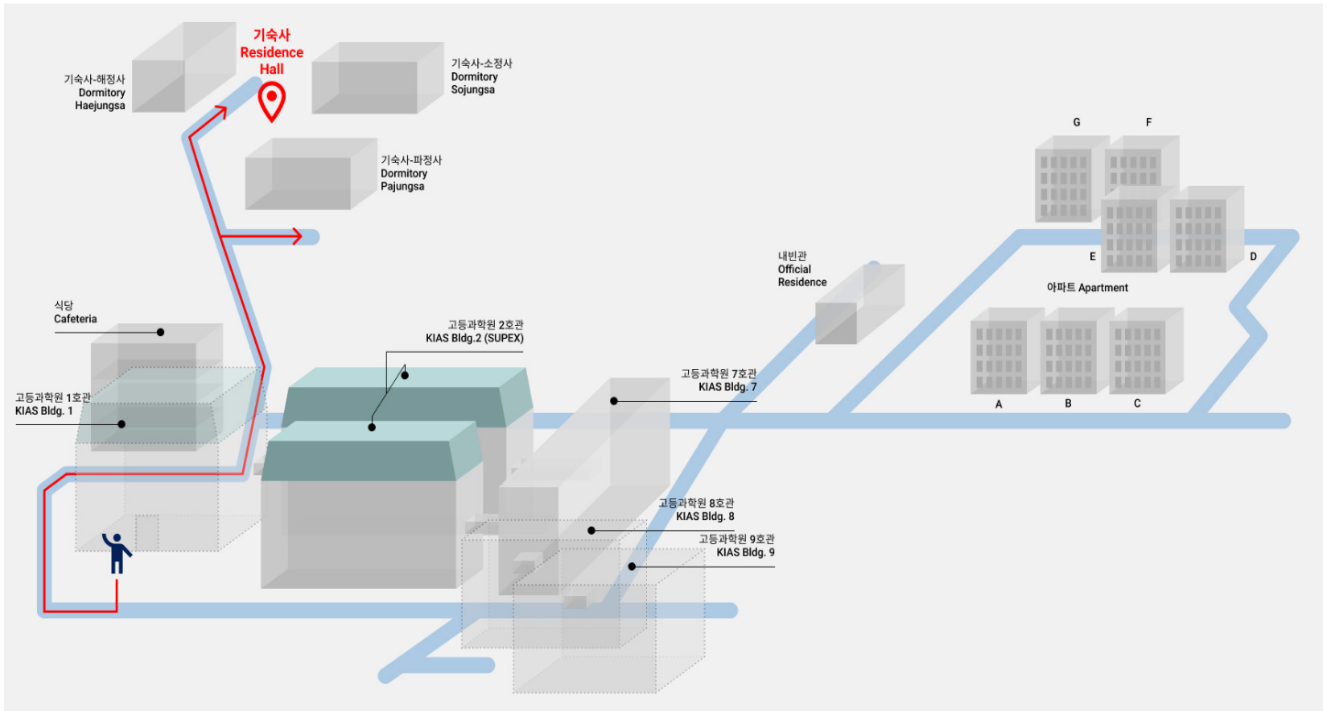 기숙사
Residence
Hall
기숙사-해정사
Dormitory
Haejungsa
기숙사-소정사
Dormitory
Sojungsa
기숙사-파정사
Dormitory
Pajungsa
G
F
E
D
내빈관
Official
Residence
아파트 Apartment
A
B
C
식당
Cafeteria
고등과학원 2호관
KIAS Bldg.2 (SUPEX)
고등과학원 1호관
KIAS Bldg. 1
고등과학원 7호관
KIAS Bldg. 7
고등과학원 8호관
KIAS Bldg. 8
고등과학원 9호관
KIAS Bldg. 9